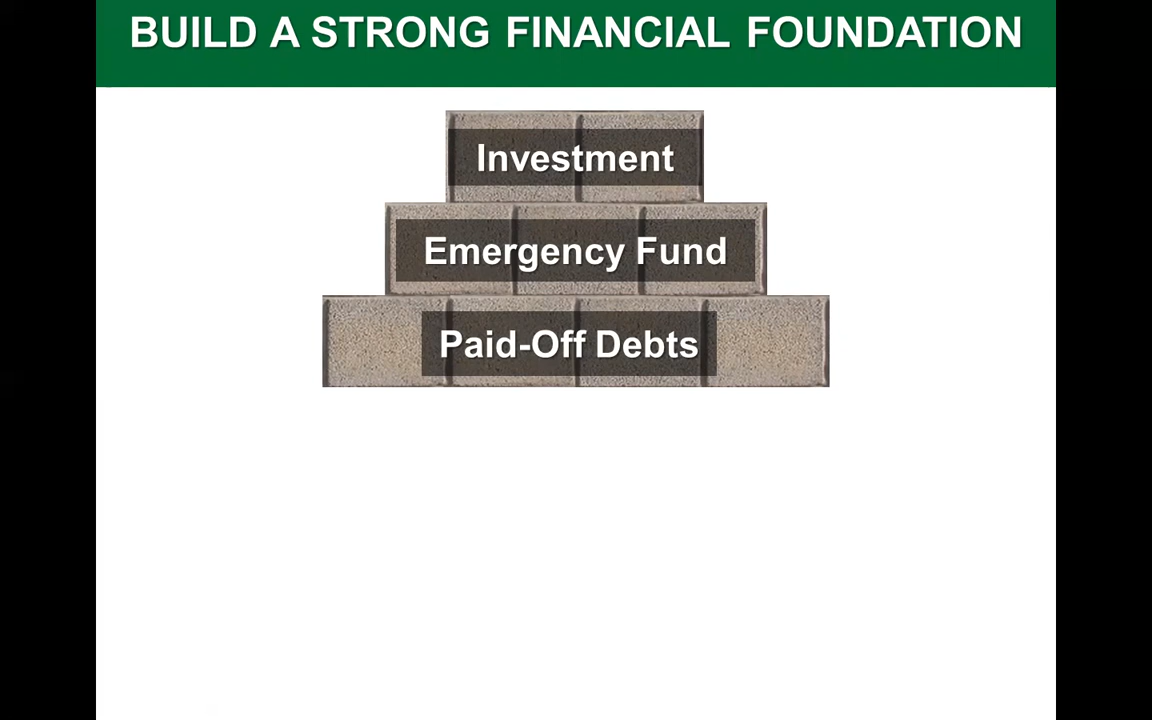 BUILD A STRONG FINANCIAL FOUNDATION
Investment
Emergency Fund
Paid-Off Debts